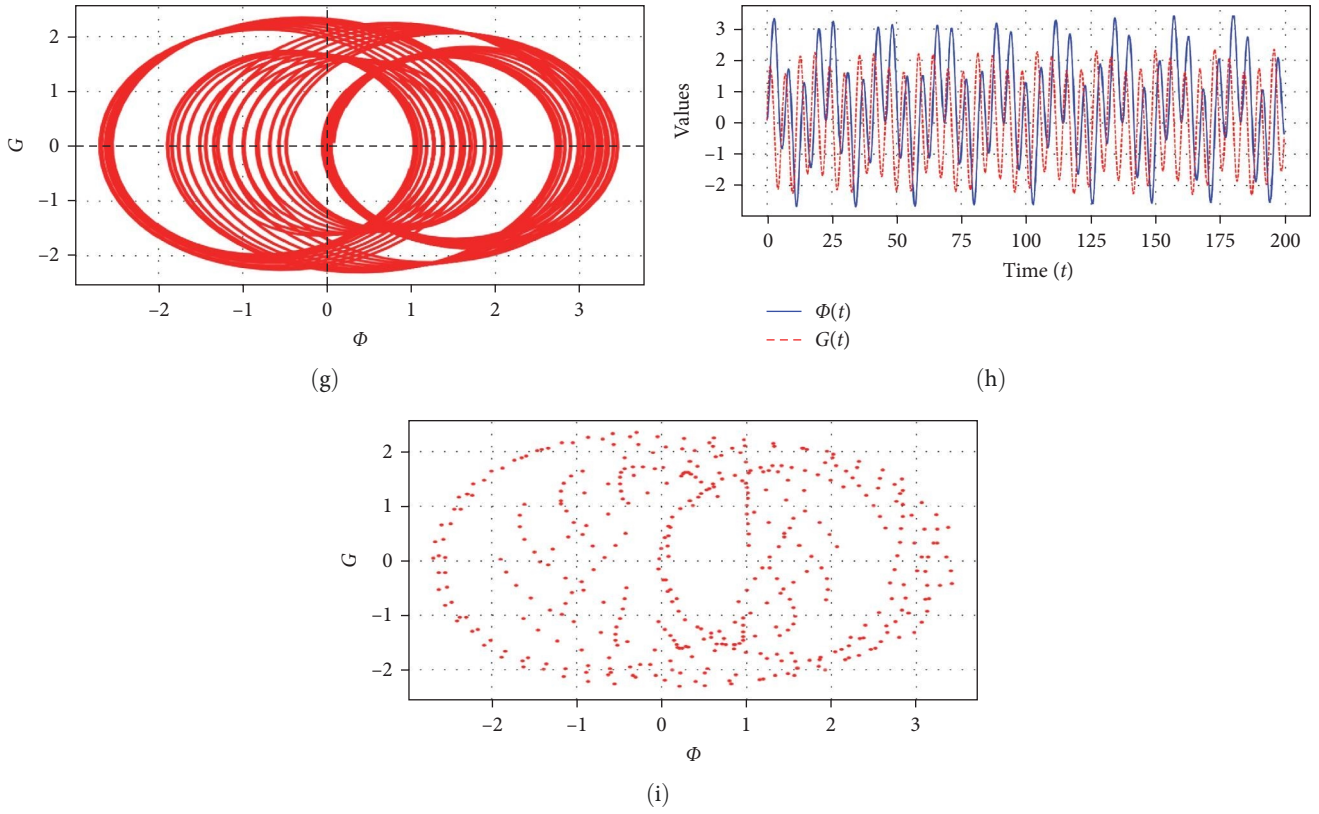 G
2
1
0
–1
–2
–2 –1 0 1 2 3
Φ
(g)
Values
3
2
1
0
–1
–2
0 25 50 75 100 125 150 175 200
Time (t)
Φ(t)
G(t)
(h)
G
2
1
0
–1
–2
–2 –1 0 1 2 3
Φ
(i)